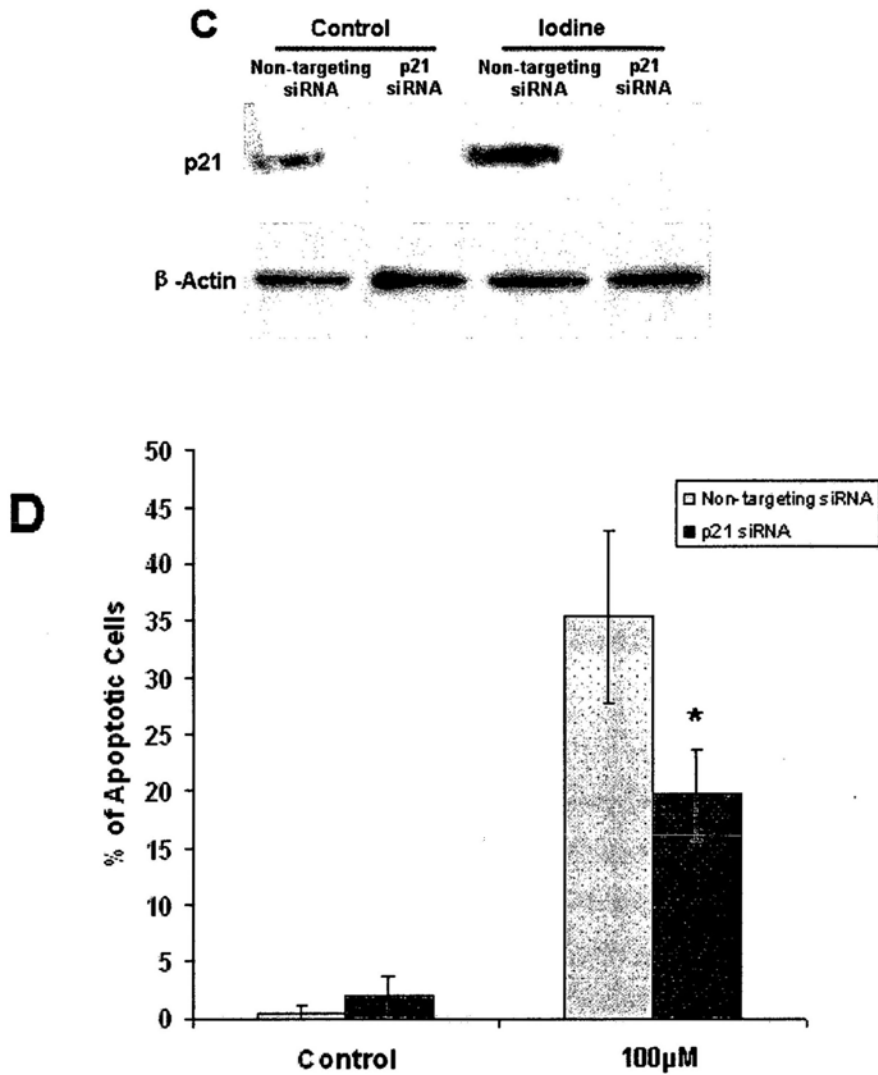 C
Control Iodine
Non-targeting siRNA p21 siRNA Non-targeting siRNA p21 siRNA
p21
β -Actin
D
% of Apoptotic Cells
50
45
40
35
30
25
20
15
10
5
0
Non-targeting siRNA
p21 siRNA
*
Control 100µM